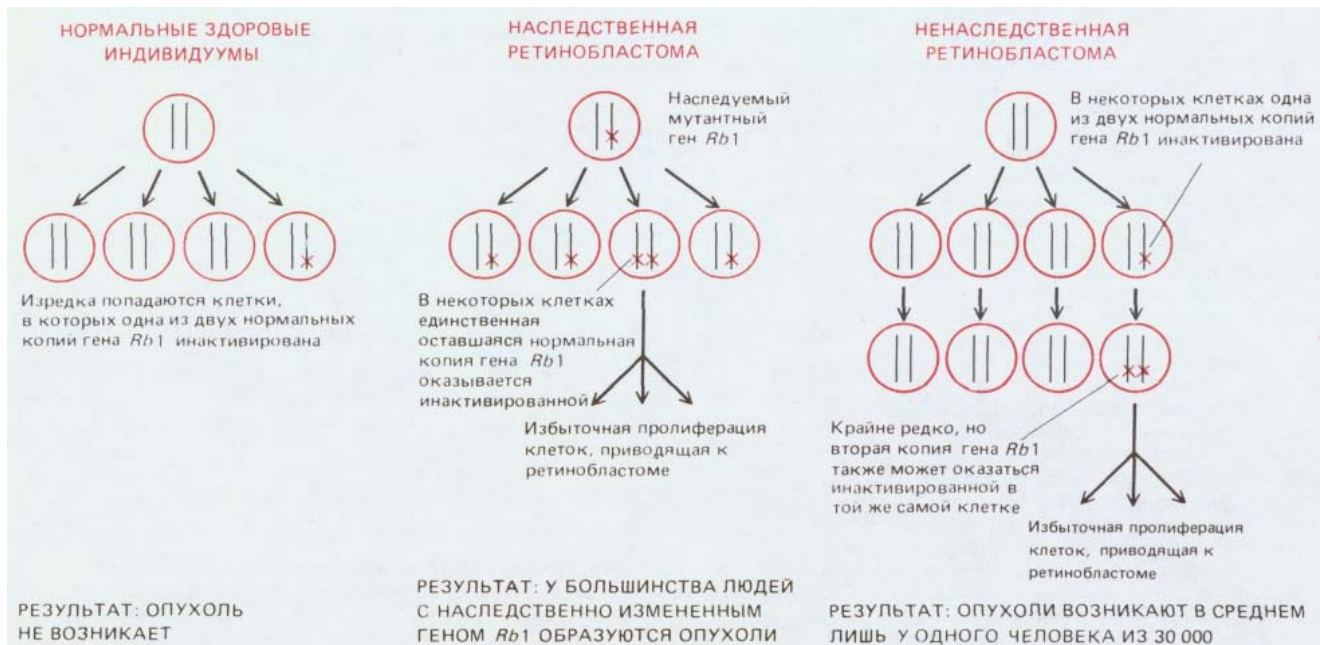 НОРМАЛЬНЫЕ ЗДОРОВЫЕ
ИНДИВИДУУМЫ
Изредка попадаются клетки,
в которых одна из двух нормальных
копий гена Rb1 инактивирована
РЕЗУЛЬТАТ: ОПУХОЛЬ
НЕ ВОЗНИКАЕТ
НАСЛЕДСТВЕННАЯ
РЕТИНОБЛАСТОМА
Наследуемый
мутантный
ген Rb1
В некоторых клетках
единственная
оставшаяся нормальная
копия гена Rb1
оказывается
инактивированной
Избыточная пролиферация
клеток, приводящая к
ретинобластоме
РЕЗУЛЬТАТ: У БОЛЬШИНСТВА ЛЮДЕЙ
С НАСЛЕДСТВЕННО ИЗМЕНЕННЫМ
ГЕНОМ Rb1 ОБРАЗУЮТСЯ ОПУХОЛИ
НЕНАСЛЕДСТВЕННАЯ
РЕТИНОБЛАСТОМА
В некоторых клетках одна
из двух нормальных копий
гена Rb1 инактивирована
Крайне редко, но
вторая копия гена Rb1
также может оказаться
инактивированной в
той же самой клетке
Избыточная пролиферация
клеток, приводящая к
ретинобластоме
РЕЗУЛЬТАТ: ОПУХОЛИ ВОЗНИКАЮТ В СРЕДНЕМ
ЛИШЬ У ОДНОГО ЧЕЛОВЕКА ИЗ 30 000